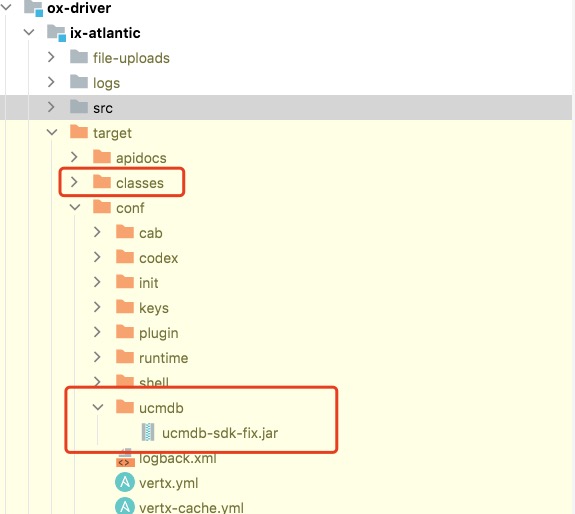 ox-driver
ix-atlantic
file-uploads
logs
src
target
apidocs
classes
conf
cab
codex
init
keys
plugin
runtime
shell
ucmdb
ucmdb-sdk-fix.jar
logback.xml
vertx.yml
vertx-cache.yml